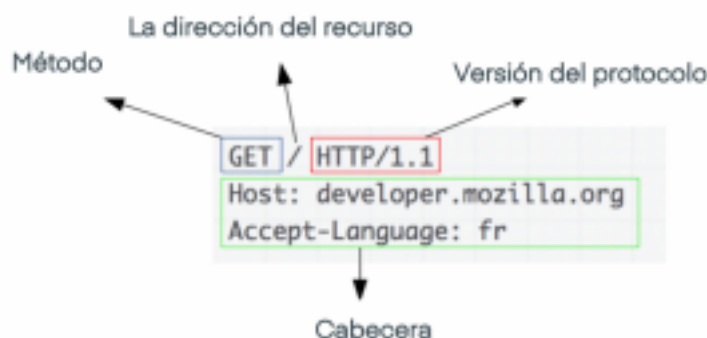 La dirección del recurso
Método
Versión del protocolo
GET / HTTP/1.1
Host: developer.mozilla.org
Accept-Language: fr
Cabecera